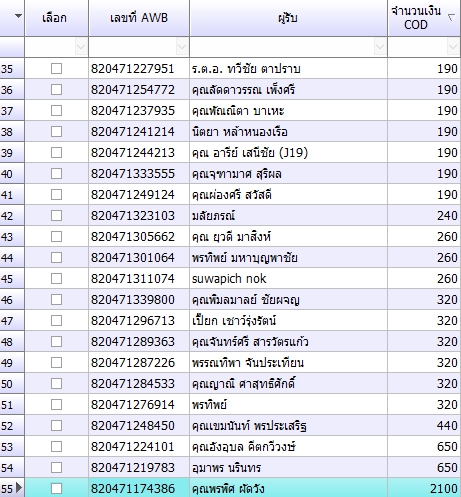 เลือก เลขที่ AWB ผู้รับ จำนวนเงิน COD
35 820471227951 ร.ต.อ. ทวีชัย ตาปราบ 190
36 820471254772 คุณลัดดาวรรณ เพ็งศรี 190
37 820471237935 คุณพัณณิตา บาเหะ 190
38 820471241214 นิตยา หล้าหนองเรือ 190
39 820471244213 คุณ อารีย์ เสนีชัย (J19) 190
40 820471333555 คุณจุฑามาศ สุริผล 190
41 820471249124 คุณผ่องศรี สวัสดี 190
42 820471323103 มลัยภรณ์ 240
43 820471305662 คุณ ยุวดี มาสิงห์ 260
44 820471301064 พรทิพย์ มหาบุญพาชัย 260
45 820471311074 suwapich nok 260
46 820471339800 คุณพิมลมาลย์ ชัยผจญ 320
47 820471296713 เปี๊ยก เชาว์รุ่งรัตน์ 320
48 820471289363 คุณจันทร์ศรี สารวัตรแก้ว 320
49 820471287226 พรรณทิพา จันประเทียน 320
50 820471284533 คุณญาณี ศาสุทธิ์ศักดิ์ 320
51 820471276914 พรทิพย์ 320
52 820471248450 คุณเขมนันท์ พรประเสริฐ 440
53 820471224101 คุณอังอุบล คิดกวีวงษ์ 650
54 820471219783 อุมาพร นรินทร 650
55 820471174386 คุณพรพิศ ผัดวัง 2100